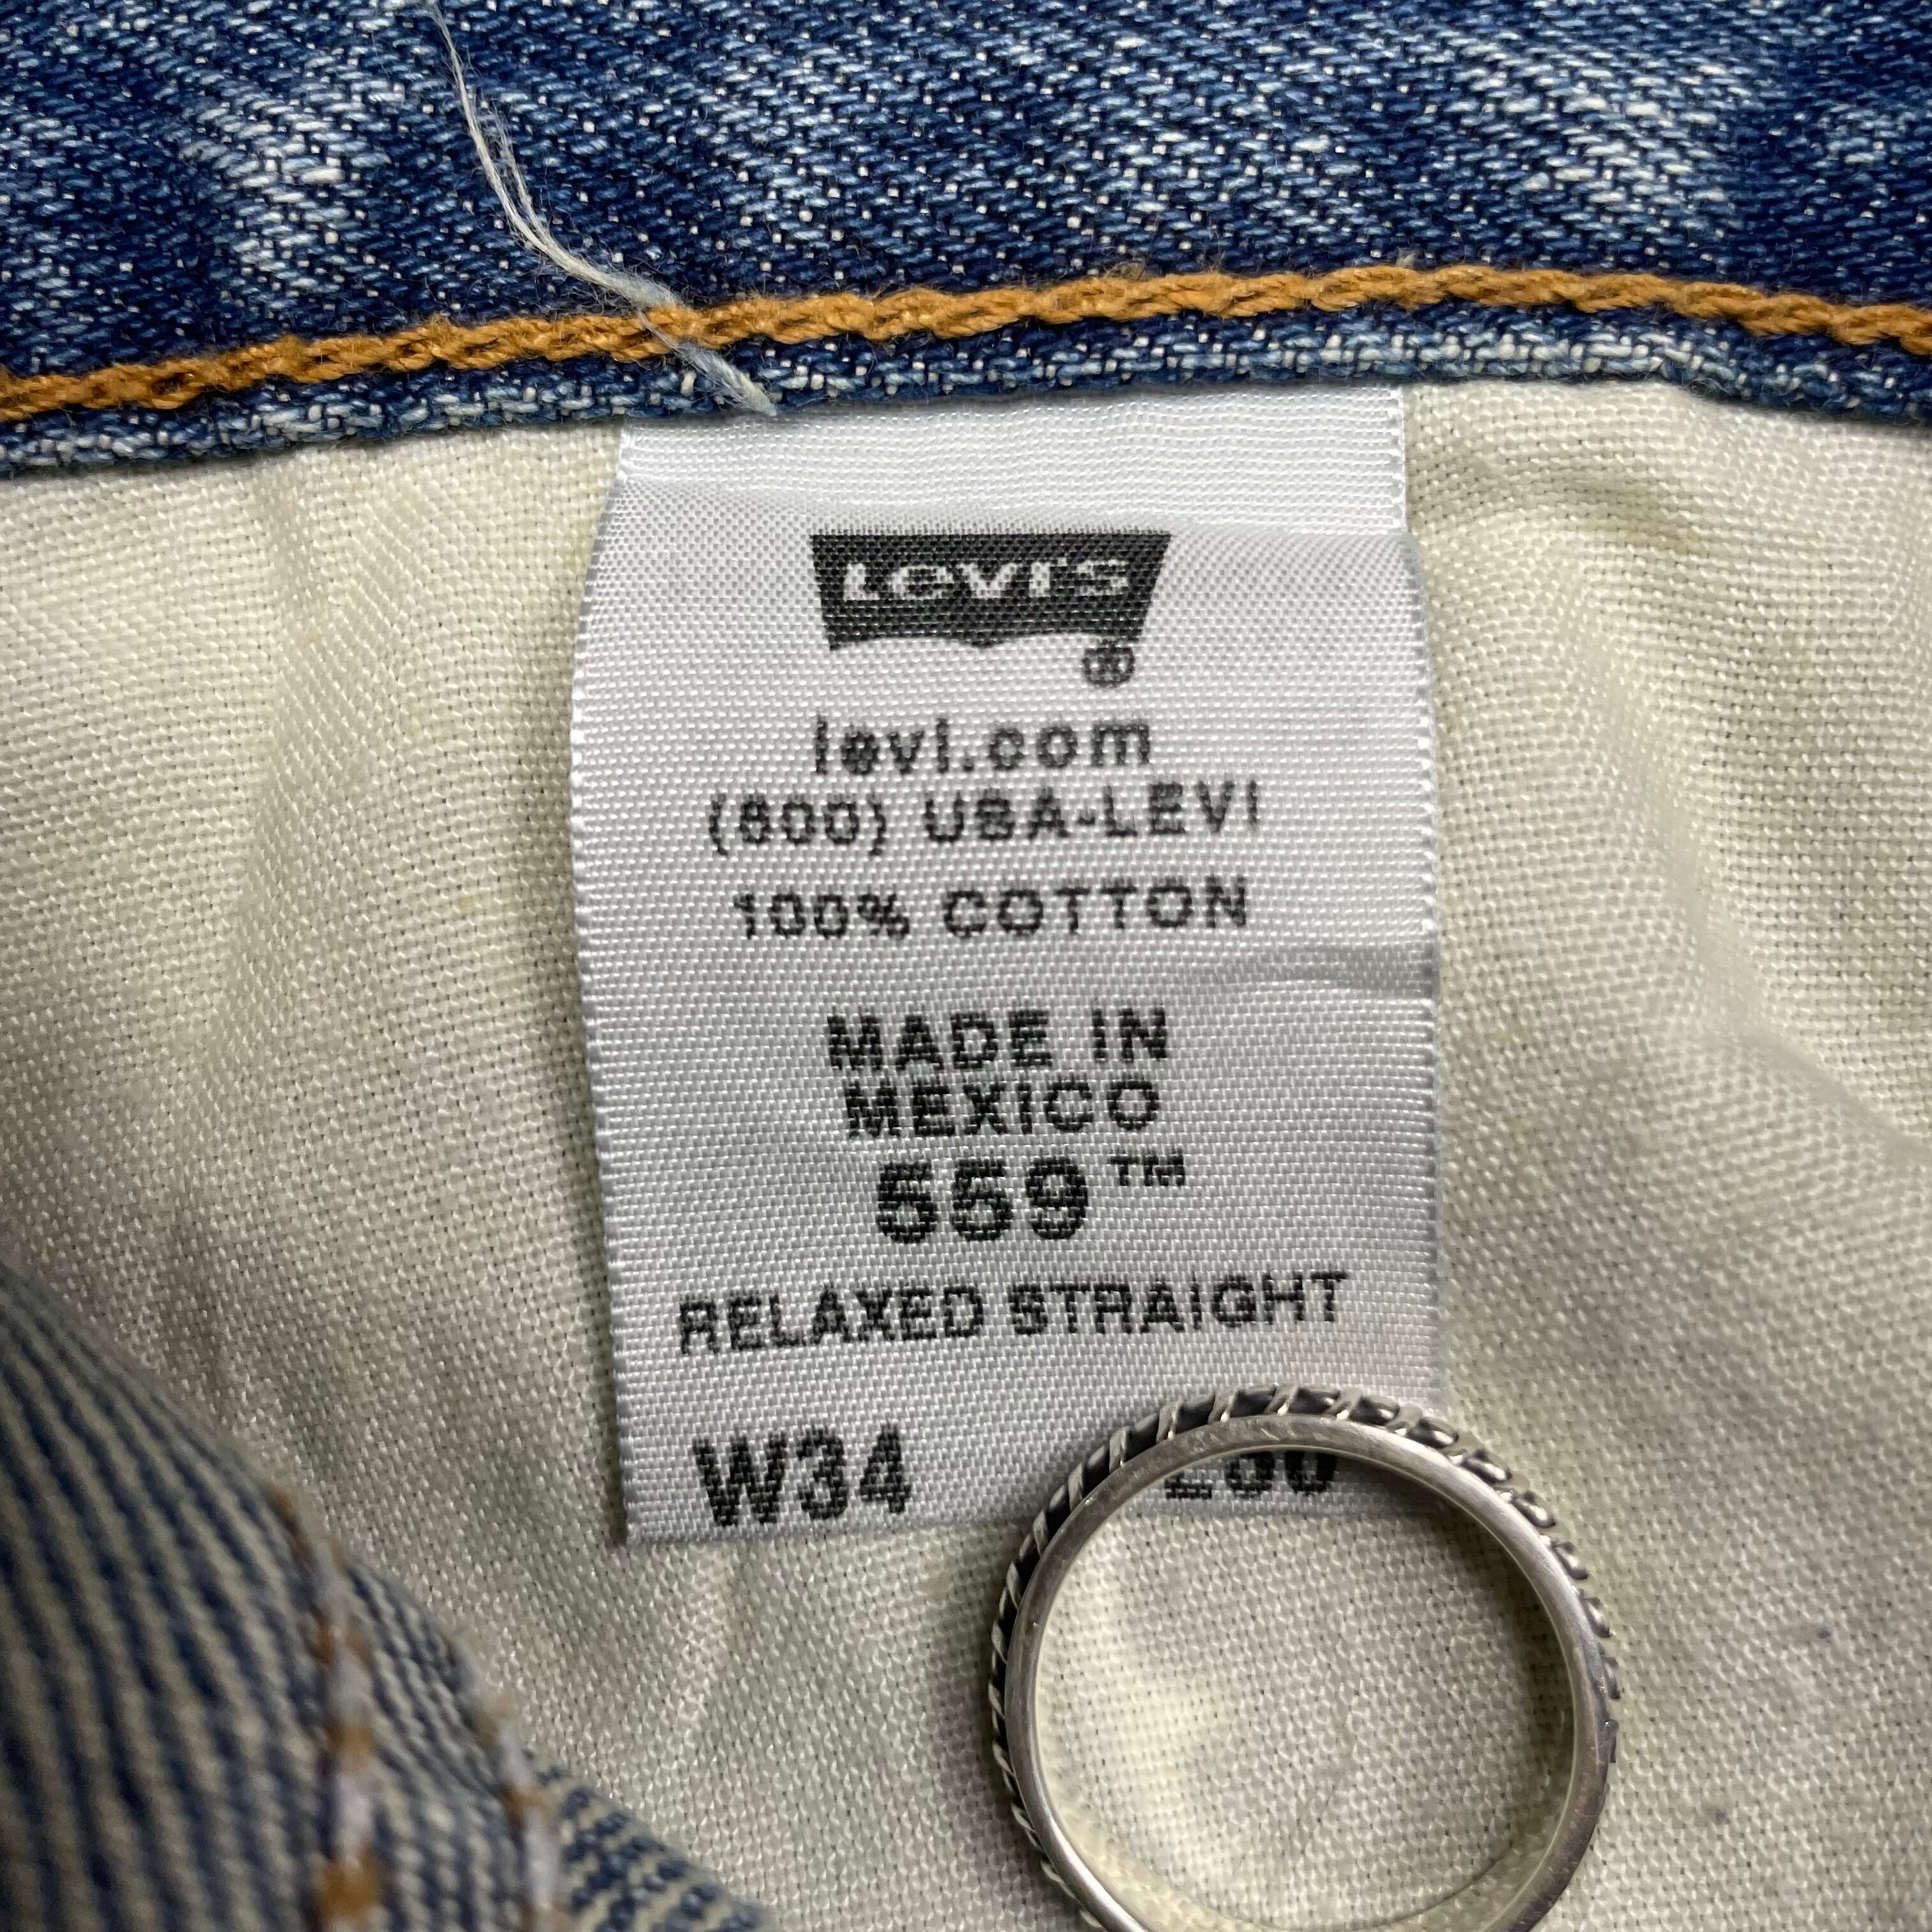 Levi's
®
levi.com
(800) USA-LEVI
100% COTTON
MADE IN
MEXICO
559™
RELAXED STRAIGHT
W34